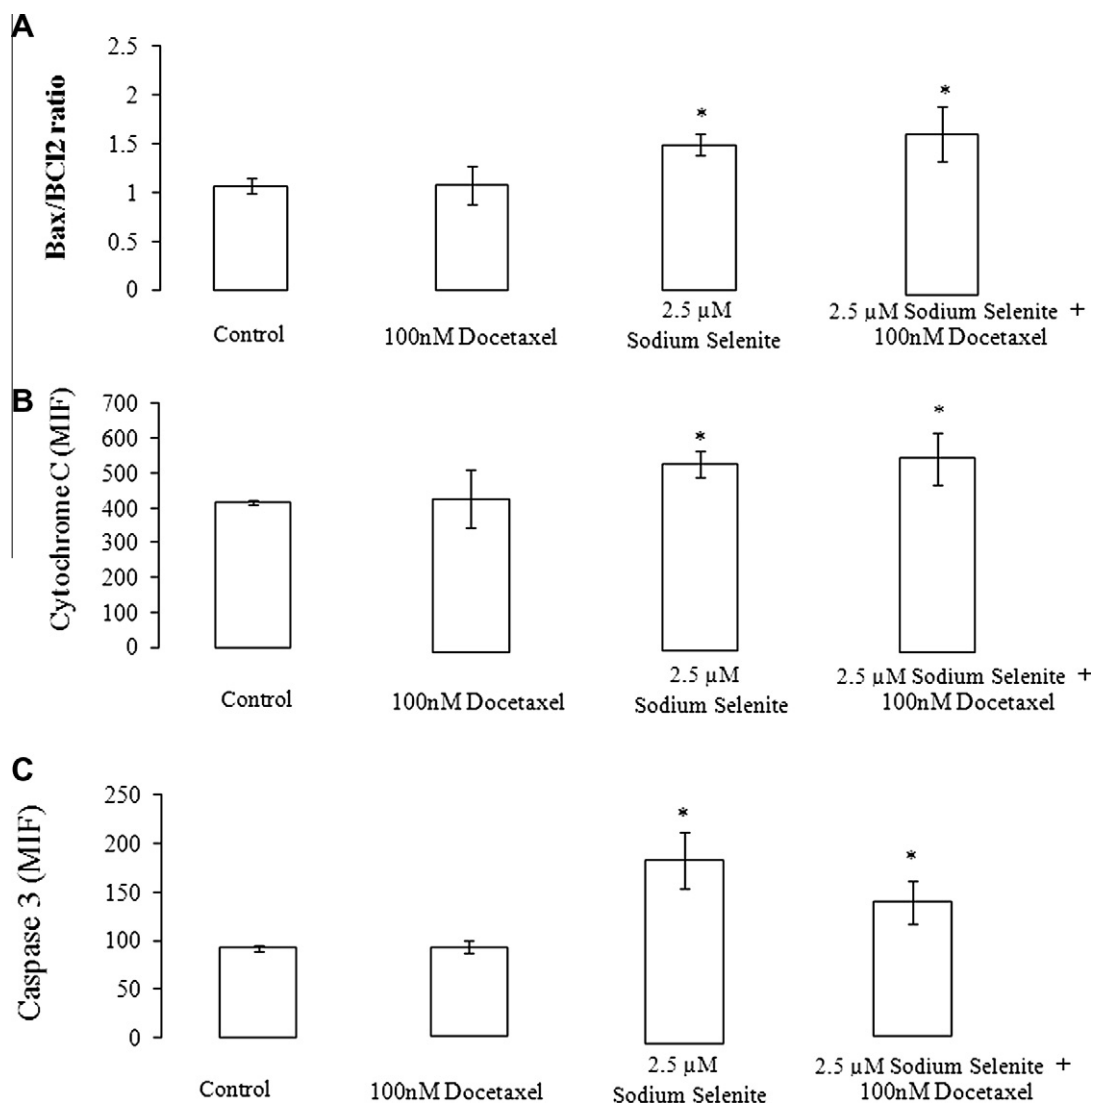 A
Bax/BCl2 ratio
2.5
2
1.5
1
0.5
0
*
*
Control
100nM Docetaxel
2.5 µM
Sodium Selenite
2.5 µM Sodium Selenite +
100nM Docetaxel
B
Cytochrome C (MIF)
700
600
500
400
300
200
100
0
*
*
Control
100nM Docetaxel
2.5 µM
Sodium Selenite
2.5 µM Sodium Selenite +
100nM Docetaxel
C
Caspase 3 (MIF)
250
200
150
100
50
0
*
*
Control
100nM Docetaxel
2.5 µM
Sodium Selenite
2.5 µM Sodium Selenite +
100nM Docetaxel